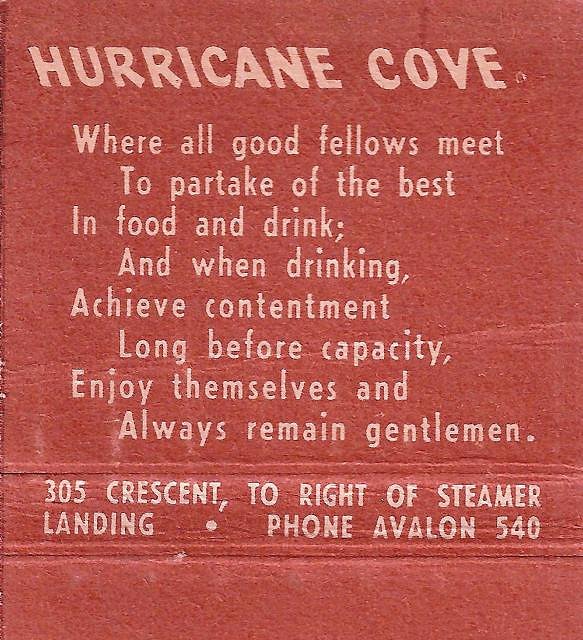 HURRICANE COVE
Where all good fellows meet
To partake of the best
In food and drink;
And when drinking,
Achieve contentment
Long before capacity,
Enjoy themselves and
Always remain gentlemen.
305 CRESCENT, TO RIGHT OF STEAMER
LANDING • PHONE AVALON 540